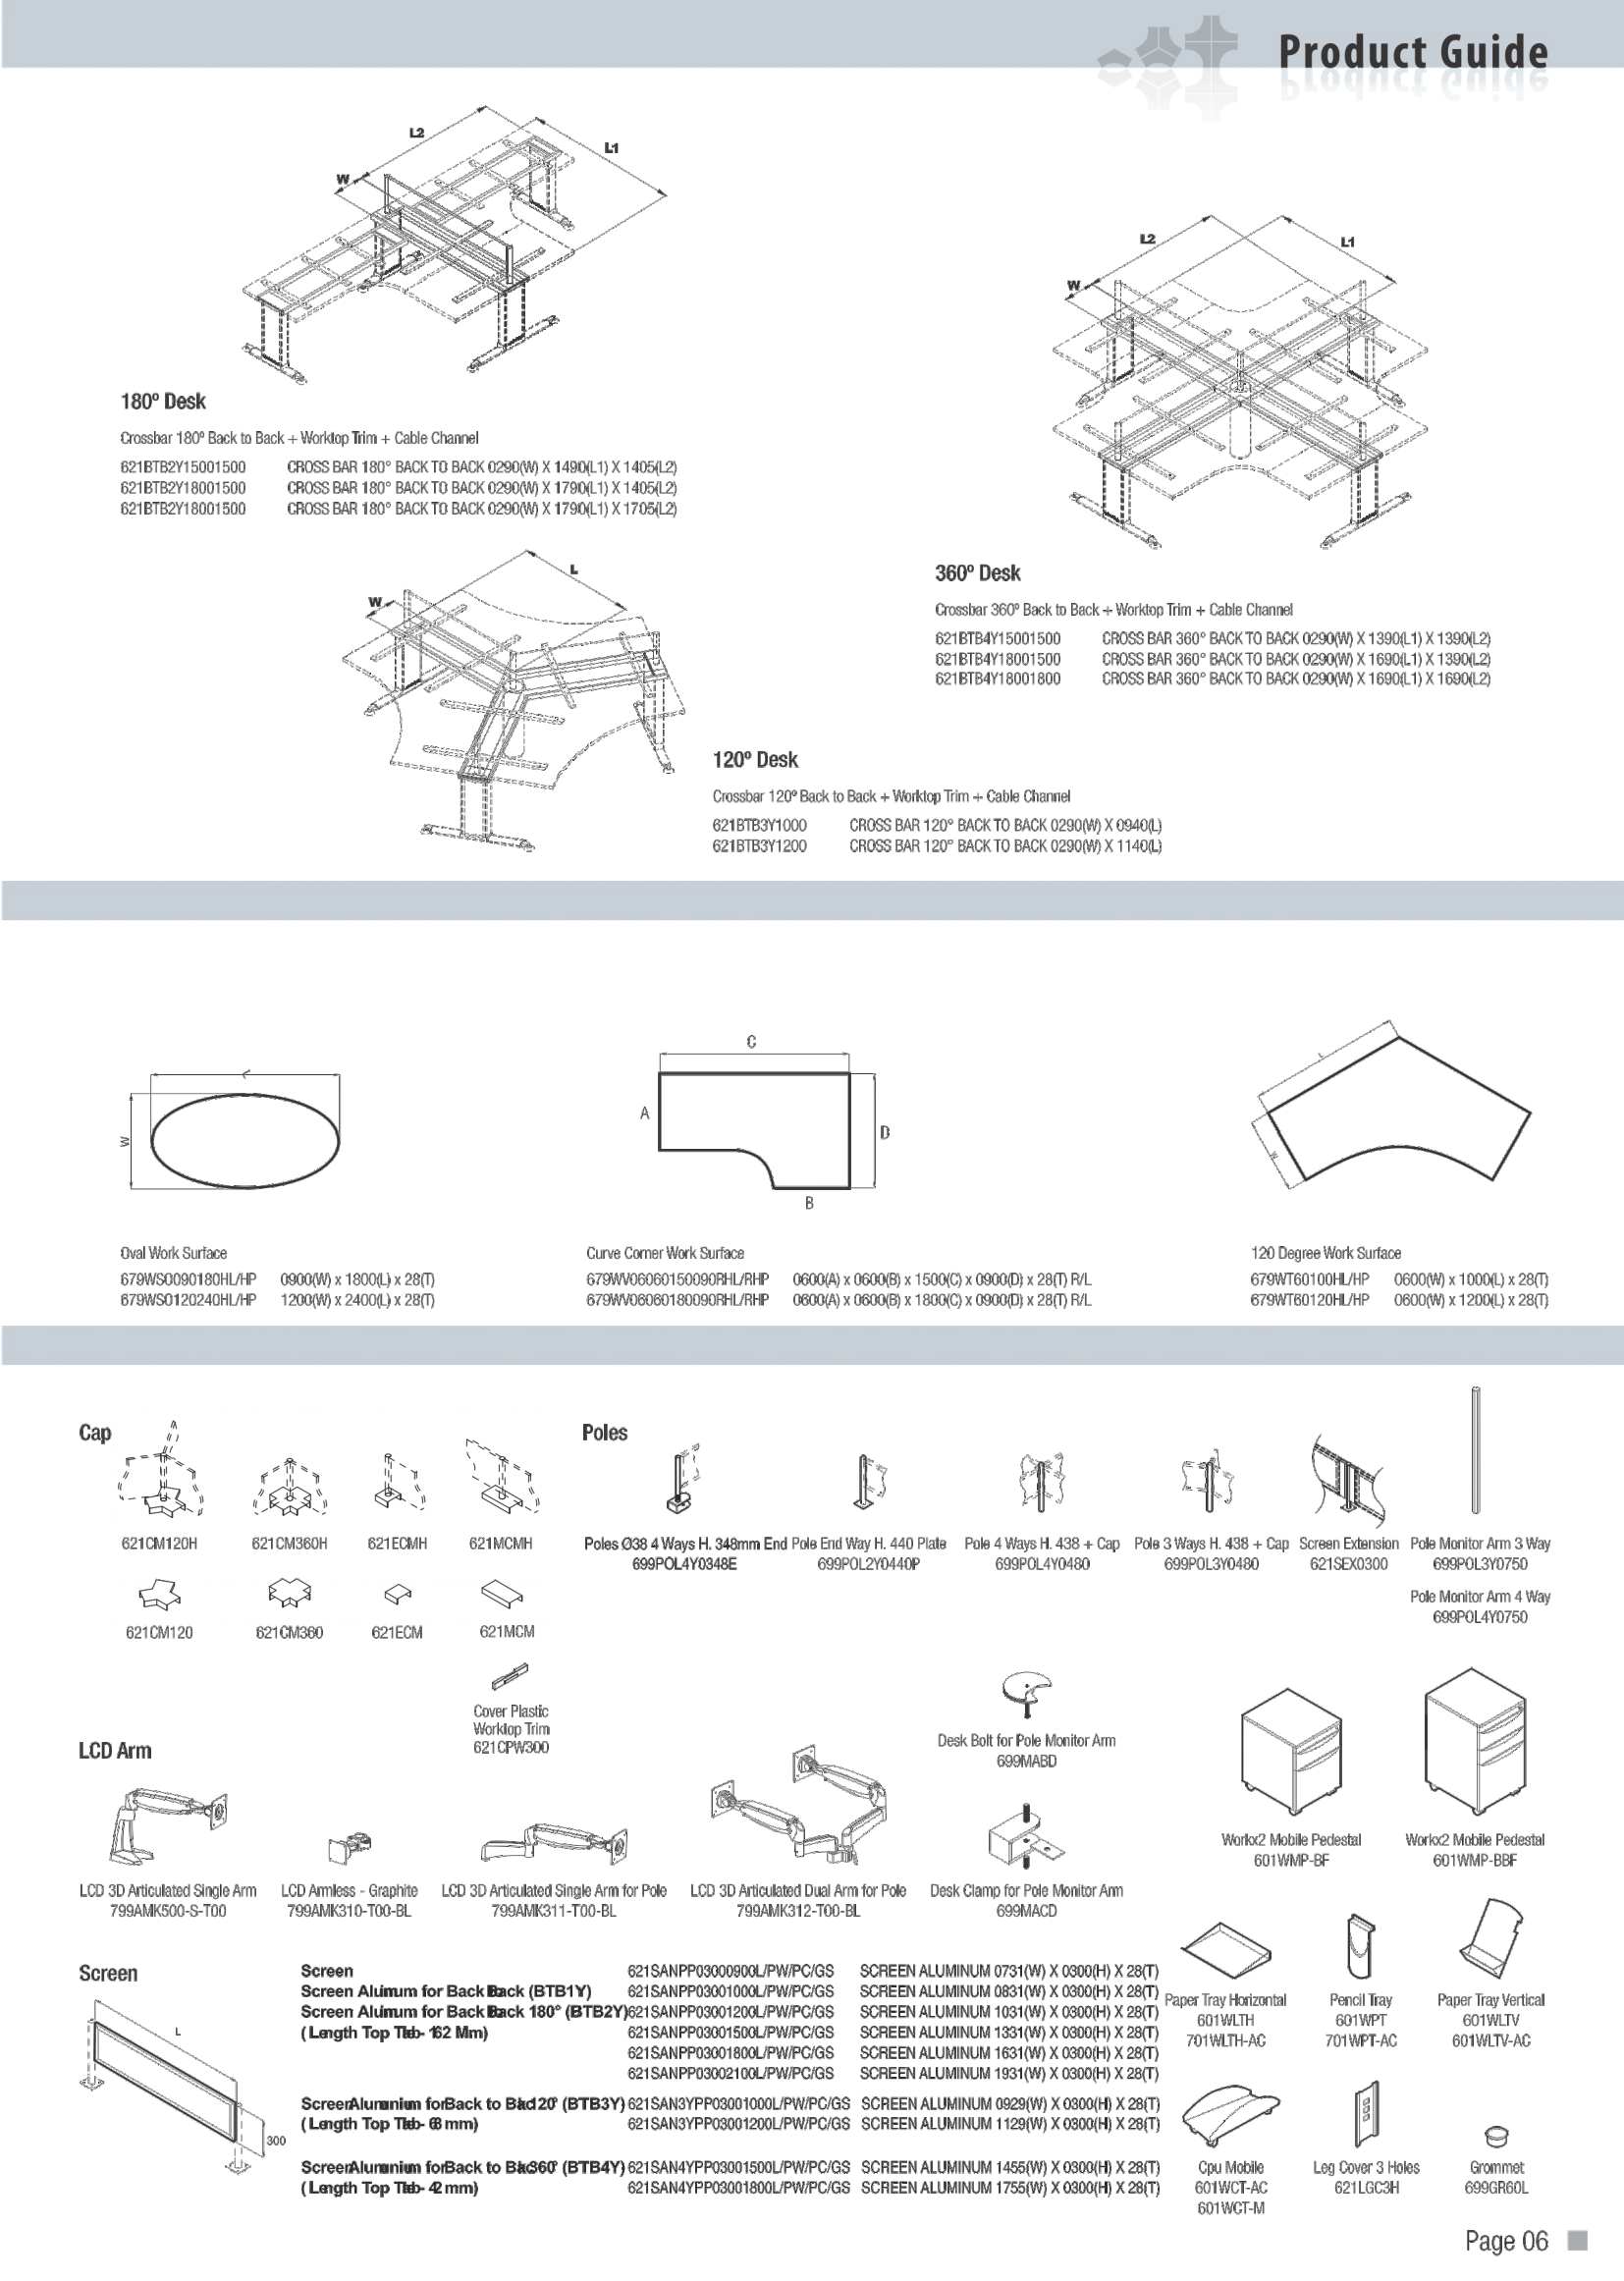 Product Guide
L2
L1
W
180º Desk
Crossbar 180º Back to Back + Worktop Trim + Cable Channel
621BTB2Y15001500 CROSS BAR 180° BACK TO BACK 0290(W) X 1490(L1) X 1405(L2)
621BTB2Y18001500 CROSS BAR 180° BACK TO BACK 0290(W) X 1790(L1) X 1405(L2)
621BTB2Y18001500 CROSS BAR 180° BACK TO BACK 0290(W) X 1790(L1) X 1705(L2)
L2
L1
W
360º Desk
Crossbar 360º Back to Back + Worktop Trim + Cable Channel
621BTB4Y15001500 CROSS BAR 360° BACK TO BACK 0290(W) X 1390(L1) X 1390(L2)
621BTB4Y18001500 CROSS BAR 360° BACK TO BACK 0290(W) X 1690(L1) X 1390(L2)
621BTB4Y18001800 CROSS BAR 360° BACK TO BACK 0290(W) X 1690(L1) X 1690(L2)
L
W
120º Desk
Crossbar 120º Back to Back + Worktop Trim + Cable Channel
621BTB3Y1000 CROSS BAR 120° BACK TO BACK 0290(W) X 0940(L)
621BTB3Y1200 CROSS BAR 120° BACK TO BACK 0290(W) X 1140(L)
W
Oval Work Surface
679WSO090180HL/HP 0900(W) x 1800(L) x 28(T)
679WSO120240HL/HP 1200(W) x 2400(L) x 28(T)
C
A
D
B
Curve Corner Work Surface
679WV06060150090RHL/RHP 0600(A) x 0600(B) x 1500(C) x 0900(D) x 28(T) R/L
679WV06060180090RHL/RHP 0600(A) x 0600(B) x 1800(C) x 0900(D) x 28(T) R/L
L
W
120 Degree Work Surface
679WT60100HL/HP 0600(W) x 1000(L) x 28(T)
679WT60120HL/HP 0600(W) x 1200(L) x 28(T)
Cap
621CM120H 621CM360H 621ECMH 621MCMH
621CM120 621CM360 621ECM 621MCM
Cover Plastic
Worktop Trim
621CPW300
Poles
Poles Ø38 4 Ways H. 348mm End
699POL4Y0348E
Pole End Way H. 440 Plate
699POL2Y0440P
Pole 4 Ways H. 438 + Cap
699POL4Y0480
Pole 3 Ways H. 438 + Cap
699POL3Y0480
Screen Extension
621SEX0300
Pole Monitor Arm 3 Way
699POL3Y0750
Pole Monitor Arm 4 Way
699POL4Y0750
LCD Arm
LCD 3D Articulated Single Arm
799AMK500-S-T00
LCD Armless - Graphite
799AMK310-T00-BL
LCD 3D Articulated Single Arm for Pole
799AMK311-T00-BL
LCD 3D Articulated Dual Arm for Pole
799AMK312-T00-BL
Desk Bolt for Pole Monitor Arm
699MABD
Desk Clamp for Pole Monitor Arm
699MACD
Workx2 Mobile Pedestal
601WMP-BF
Workx2 Mobile Pedestal
601WMP-BBF
Screen
L
300
Screen 621SANPP03000900L/PW/PC/GS SCREEN ALUMINUM 0731(W) X 0300(H) X 28(T)
Screen Aluminum for Back Back (BTB1Y) 621SANPP03001000L/PW/PC/GS SCREEN ALUMINUM 0831(W) X 0300(H) X 28(T)
Screen Aluminum for Back Back 180° (BTB2Y) 621SANPP03001200L/PW/PC/GS SCREEN ALUMINUM 1031(W) X 0300(H) X 28(T)
( Length Top - 162 Mm) 621SANPP03001500L/PW/PC/GS SCREEN ALUMINUM 1331(W) X 0300(H) X 28(T)
621SANPP03001800L/PW/PC/GS SCREEN ALUMINUM 1631(W) X 0300(H) X 28(T)
621SANPP03002100L/PW/PC/GS SCREEN ALUMINUM 1931(W) X 0300(H) X 28(T)
Screen for Back to (BTB3Y) 621SAN3YPP03001000L/PW/PC/GS SCREEN ALUMINUM 0929(W) X 0300(H) X 28(T)
( Length Top mm) 621SAN3YPP03001200L/PW/PC/GS SCREEN ALUMINUM 1129(W) X 0300(H) X 28(T)
Screen for Back to (BTB4Y) 621SAN4YPP03001500L/PW/PC/GS SCREEN ALUMINUM 1455(W) X 0300(H) X 28(T)
( Length Top mm) 621SAN4YPP03001800L/PW/PC/GS SCREEN ALUMINUM 1755(W) X 0300(H) X 28(T)
Paper Tray Horizontal
601WLTH
701WLTH-AC
Pencil Tray
601WPT
701WPT-AC
Paper Tray Vertical
601WLTV
601WLTV-AC
Cpu Mobile
601WCT-AC
601WCT-M
Leg Cover 3 Holes
621LGC3H
Grommet
699GR60L
Page 06